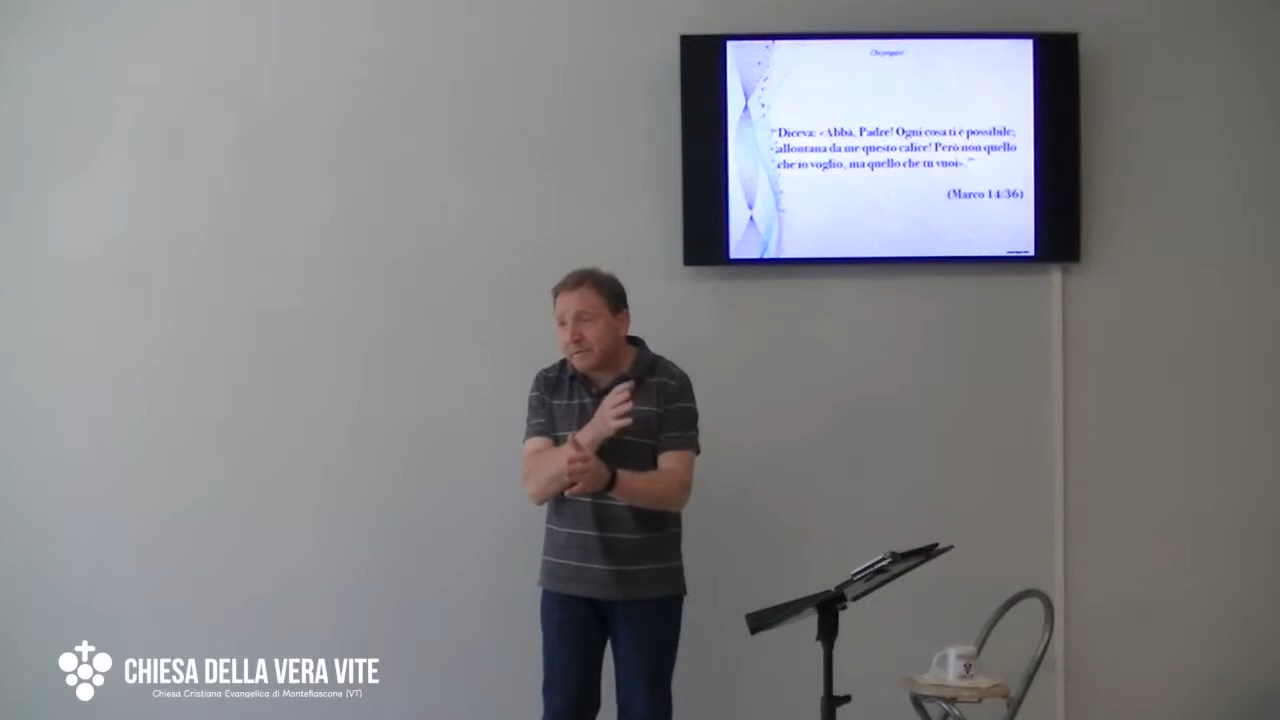 "Diceva: «Abbà, Padre! Ogni cosa ti è possibile;
allontana da me questo calice! Però non quello
che io voglio, ma quello che tu vuoi»."
(Marco 14:36)
CHIESA DELLA VERA VITE
Chiesa Cristiana Evangelica di Montefiascone (VT)